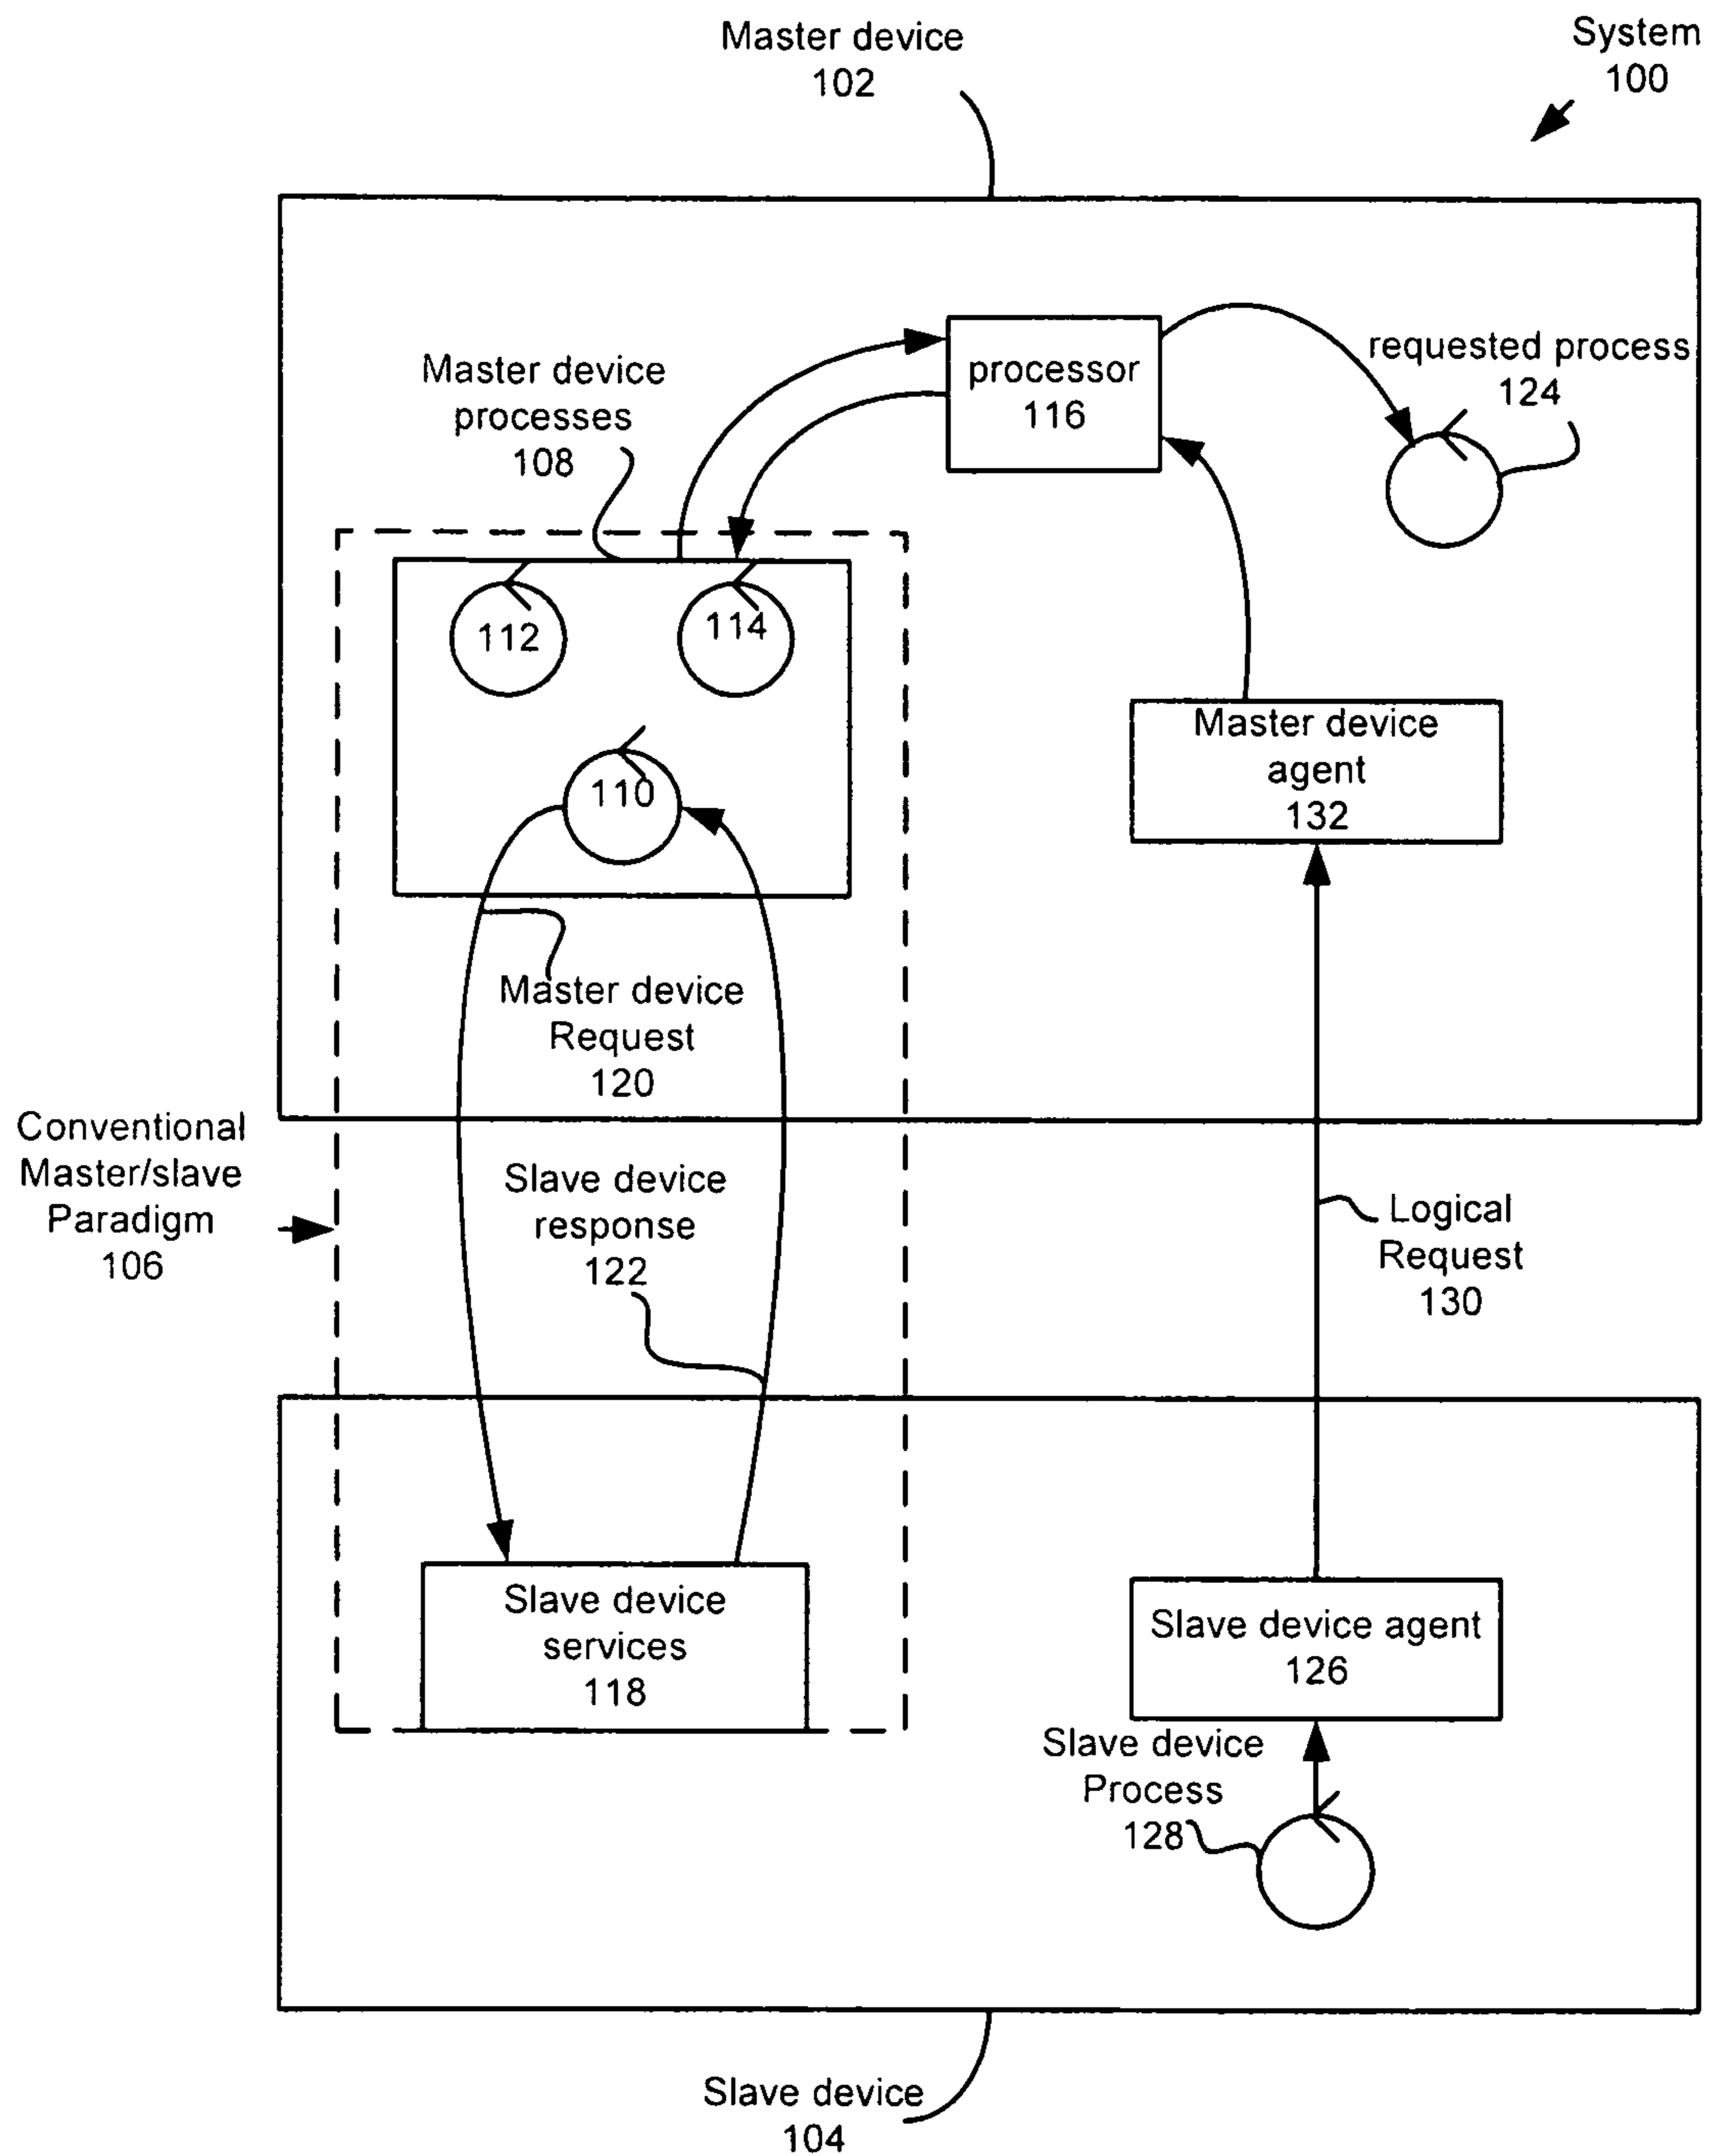 Master device
102
System
100
processor
116
requested process
124
Master device
processes
108
112
114
110
Master device
agent
132
Master device
Request
120
Conventional
Master/slave
Paradigm
106
Slave device
response
122
Logical
Request
130
Slave device
services
118
Slave device agent
126
Slave device
Process
128
Slave device
104